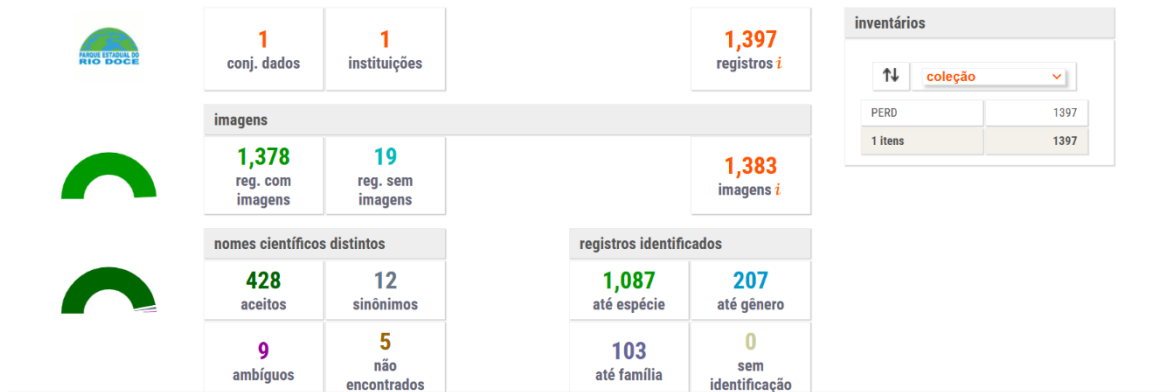 PARQUE ESTADUAL DO
RIO DOCE
1
conj. dados
1
instituições
1,397
registros i
inventários
coleção
PERD 1397
1 itens 1397
imagens
1,378
reg. com
imagens
19
reg. sem
imagens
1,383
imagens i
nomes científicos distintos
registros identificados
428
aceitos
12
sinônimos
1,087
até espécie
207
até gênero
9
ambíguos
5
não
encontrados
103
até família
0
sem
identificação